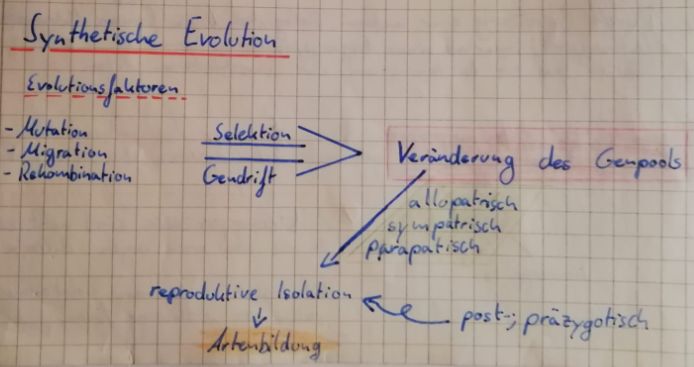 Synthetische Evolution
Evolutionsfaktoren
- Mutation
- Migration
- Rekombination
Selektion
Gendrift
Veränderung des Genpools
allopatrisch
sympatrisch
parapatisch
reproduktive Isolation
post-; präzygotisch
Artenbildung